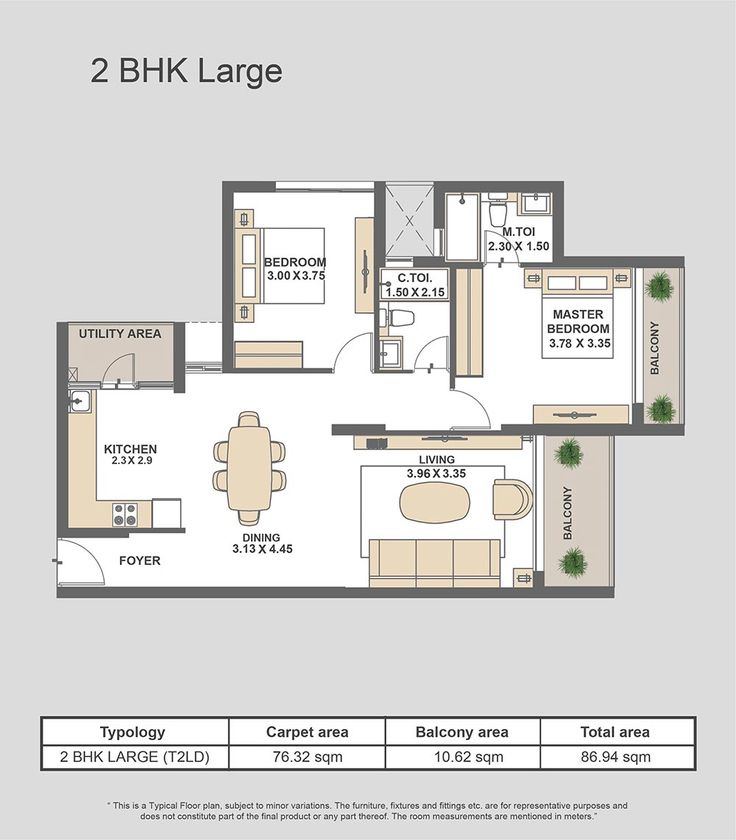 2 BHK Large
M.TOI
2.30 X 1.50
BEDROOM
3.00 X 3.75
C.TOI.
1.50 X 2.15
MASTER
BEDROOM
3.78 X 3.35
BALCONY
UTILITY AREA
KITCHEN
2.3 X 2.9
LIVING
3.96 X 3.35
BALCONY
DINING
3.13 X 4.45
FOYER
Typology Carpet area Balcony area Total area
2 BHK LARGE (T2LD) 76.32 sqm 10.62 sqm 86.94 sqm
“ This is a Typical Floor plan, subject to minor variations. The furniture, fixtures and fittings etc. are for representative purposes and
does not constitute part of the final product or any part thereof. The room measurements are mentioned in meters.”